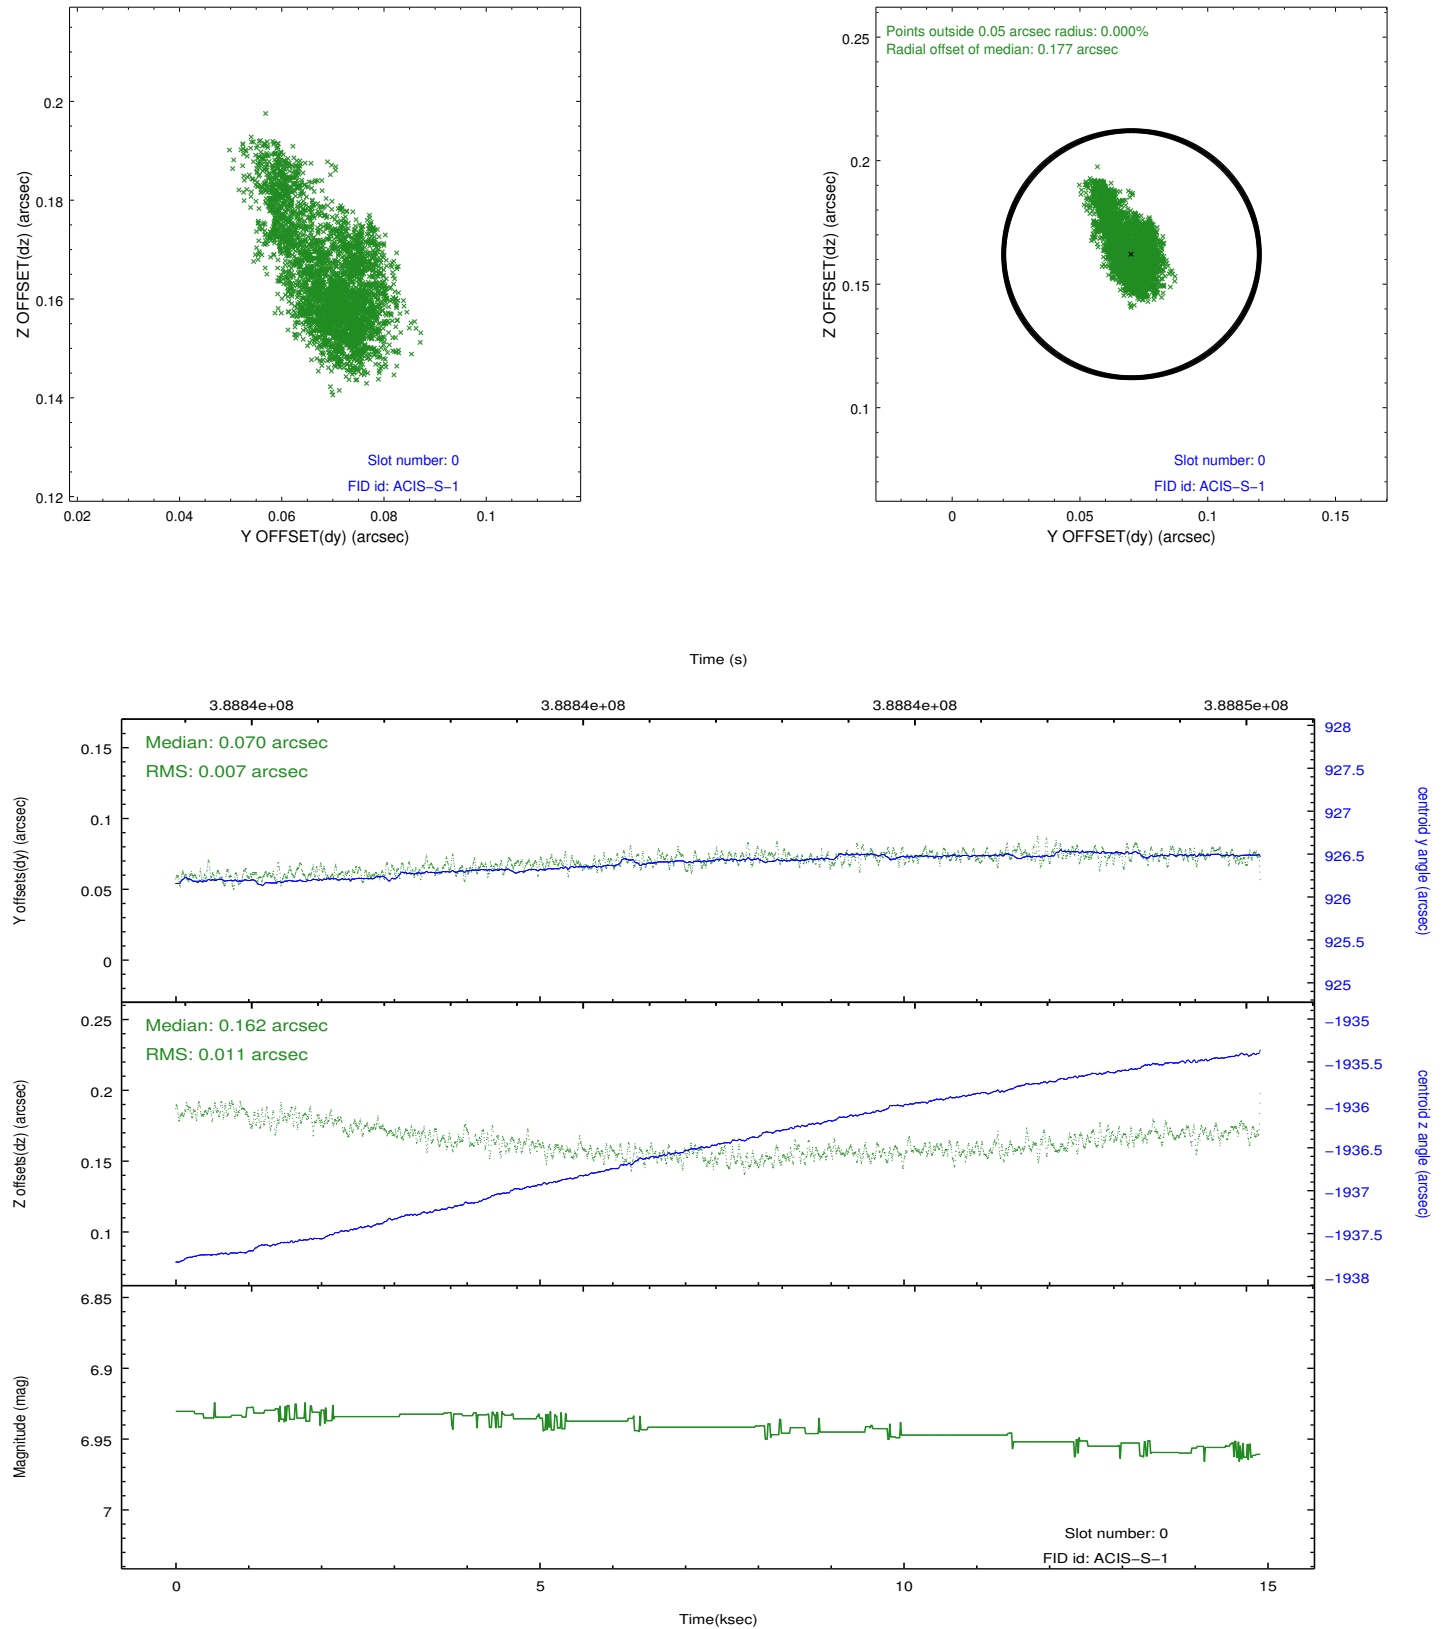 0.2
0.18
0.16
0.14
0.12
Z OFFSET(dz) (arcsec)
Slot number: 0
FID id: ACIS−S−1
0.02 0.04 0.06 0.08 0.1
Y OFFSET(dy) (arcsec)
Points outside 0.05 arcsec radius: 0.000%
Radial offset of median: 0.177 arcsec
0.25
0.2
0.15
0.1
Z OFFSET(dz) (arcsec)
Slot number: 0
FID id: ACIS−S−1
0 0.05 0.1 0.15
Y OFFSET(dy) (arcsec)
Time (s)
3.8884e+08 3.8884e+08 3.8884e+08 3.8885e+08
Median: 0.070 arcsec
RMS: 0.007 arcsec
0.15
0.1
0.05
0
Y offsets(dy) (arcsec)
928
927.5
927
926.5
926
925.5
925
centroid y angle (arcsec)
Median: 0.162 arcsec
RMS: 0.011 arcsec
0.25
0.2
0.15
0.1
Z offsets(dz) (arcsec)
−1935
−1935.5
−1936
−1936.5
−1937
−1937.5
−1938
centroid z angle (arcsec)
6.85
6.9
6.95
7
Magnitude (mag)
Slot number: 0
FID id: ACIS−S−1
0 5 10 15
Time(ksec)